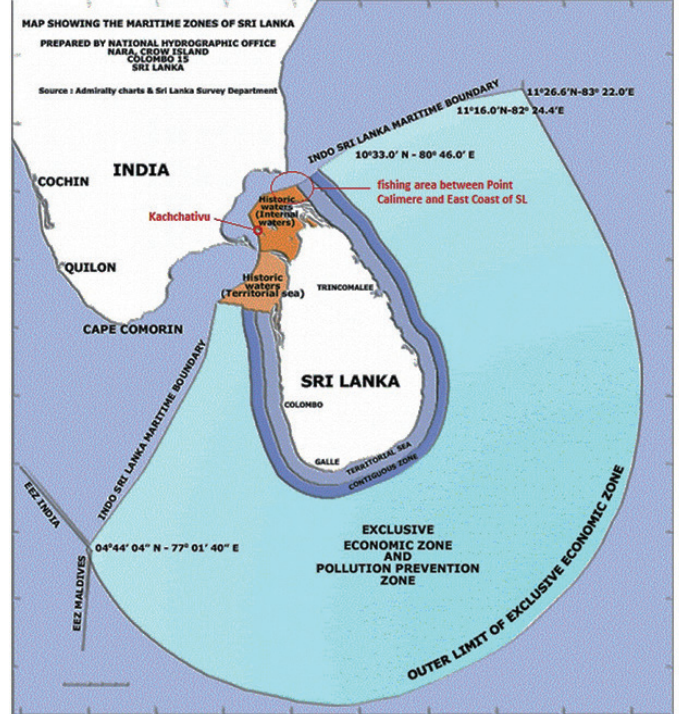 MAP SHOWING THE MARITIME ZONES OF SRI LANKA
PREPARED BY NATIONAL HYDROGRAPHIC OFFICE
NARA, CROW ISLAND
COLOMBO 15
SRI LANKA
Source : Admiralty charts & Sri Lanka Survey Department
INDO SRI LANKA MARITIME BOUNDARY
11°26.6'N-83° 22.0'E
11°16.0'N-82° 24.4'E
10°33.0' N - 80° 46.0' E
INDIA
COCHIN
fishing area between Point
Calimere and East Coast of SL
Historic
waters
(Internal
waters)
Kachchativu
QUILON
Historic
waters
(Territorial sea)
TRINCOMALEE
CAPE COMORIN
SRI LANKA
COLOMBO
INDO SRI LANKA MARITIME BOUNDARY
GALLE
TERRITORIAL SEA
CONTIGUOUS ZONE
EEZ INDIA
EXCLUSIVE
ECONOMIC ZONE
AND
POLLUTION PREVENTION
ZONE
04°44' 04" N - 77° 01' 40" E
EEZ MALDIVES
OUTER LIMIT OF EXCLUSIVE ECONOMIC ZONE